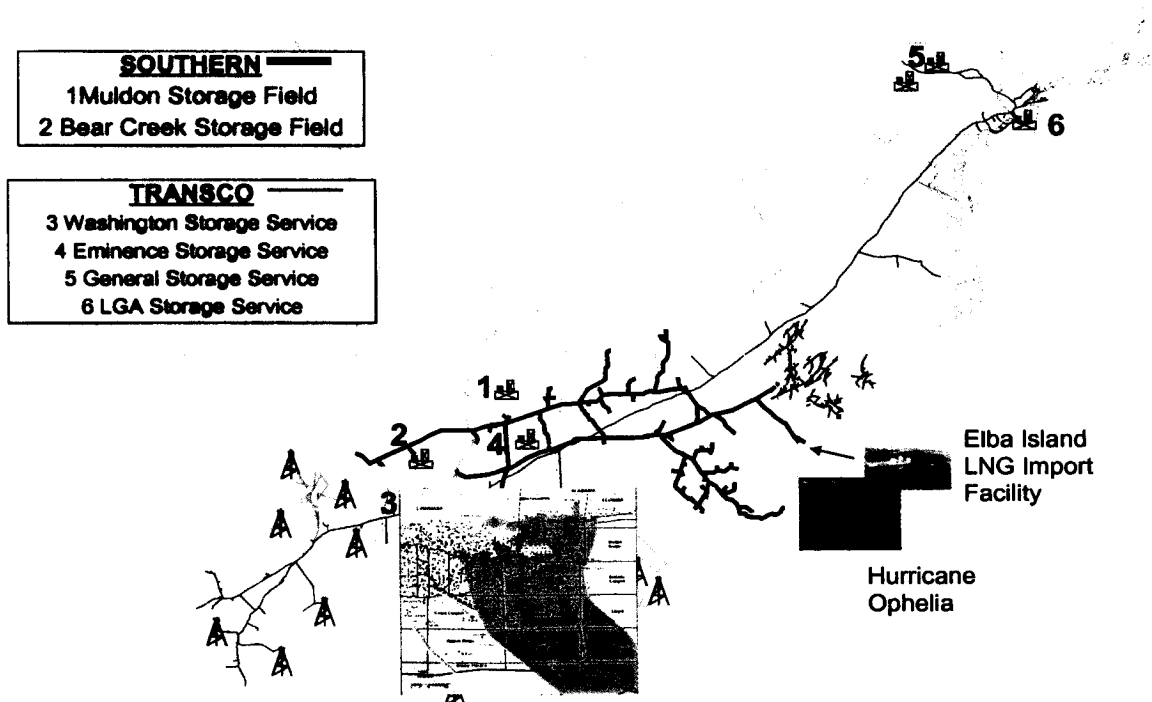 SOUTHERN
1Muldon Storage Field
2 Bear Creek Storage Field
TRANSCO
3 Washington Storage Service
4 Eminence Storage Service
5 General Storage Service
6 LGA Storage Service
5
6
1
2
4
3
Elba Island
LNG Import
Facility
Hurricane
Ophelia